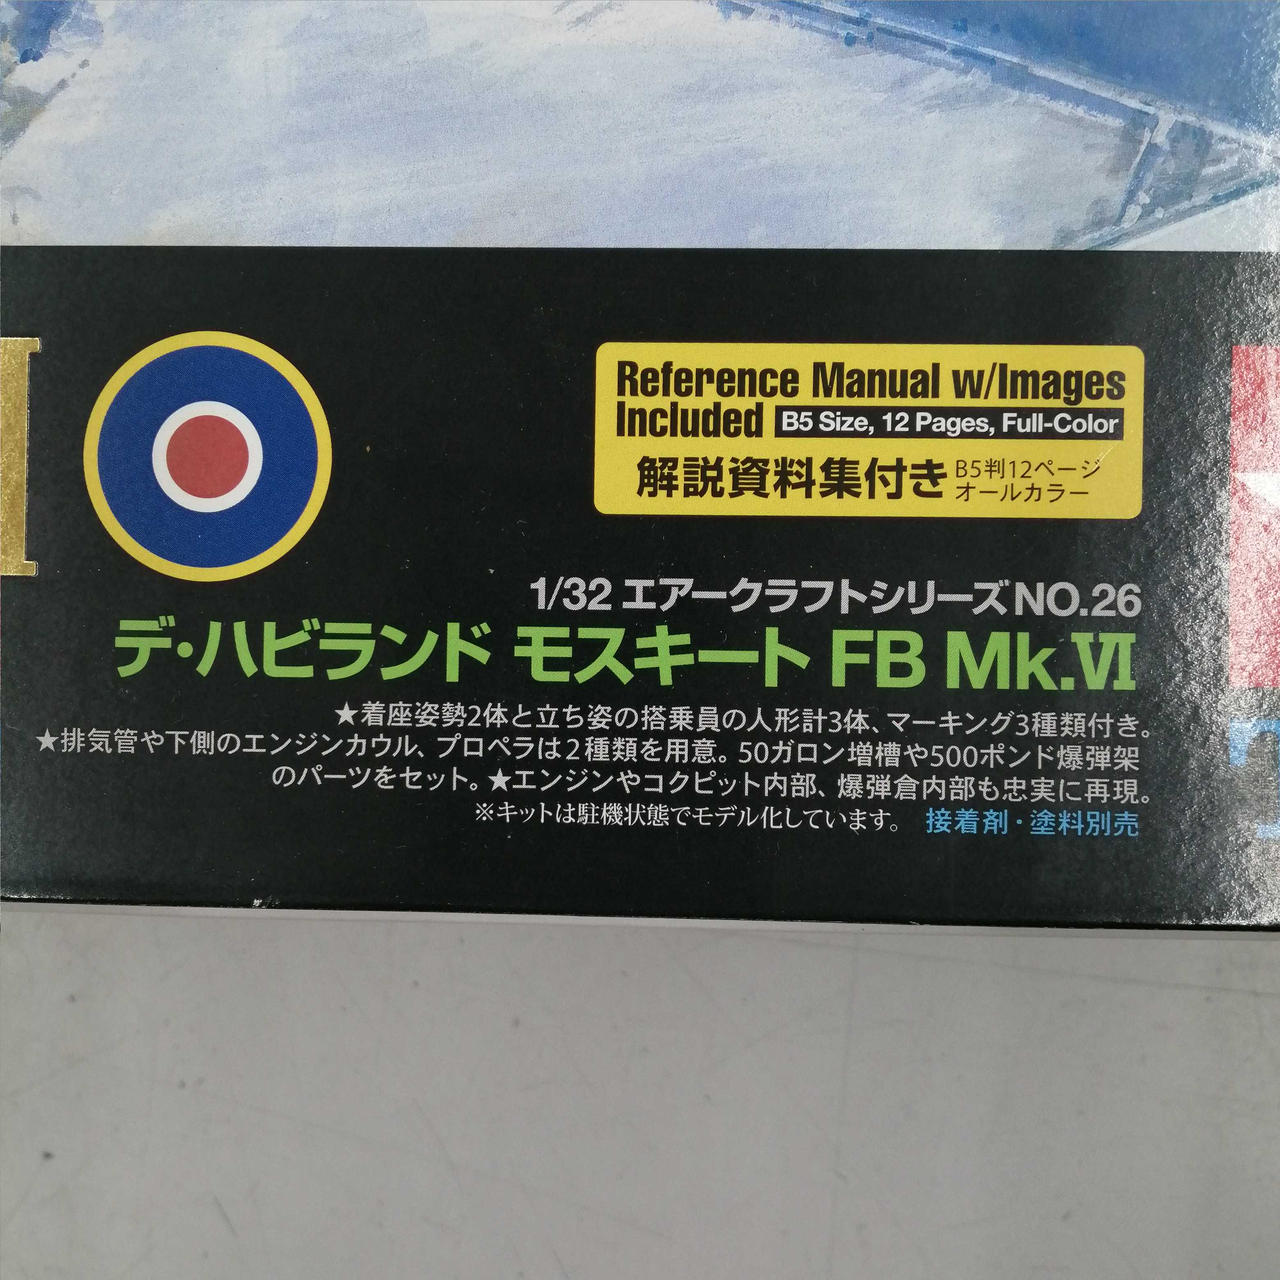 Reference Manual w/Images
Included B5 Size, 12 Pages, Full-Color
解説資料集付き B5判12ページ
オールカラー
1/32 エアークラフトシリーズNO.26
デ・ハビランド モスキート FB Mk.VI
★着座姿勢2体と立ち姿の搭乗員の人形計3体、マーキング3種類付き。
★排気管や下側のエンジンカウル、プロペラは2種類を用意。50ガロン増槽や500ポンド爆弾架
のパーツをセット。★エンジンやコクピット内部、爆弾倉内部も忠実に再現。
※キットは駐機状態でモデル化しています。 接着剤・塗料別売